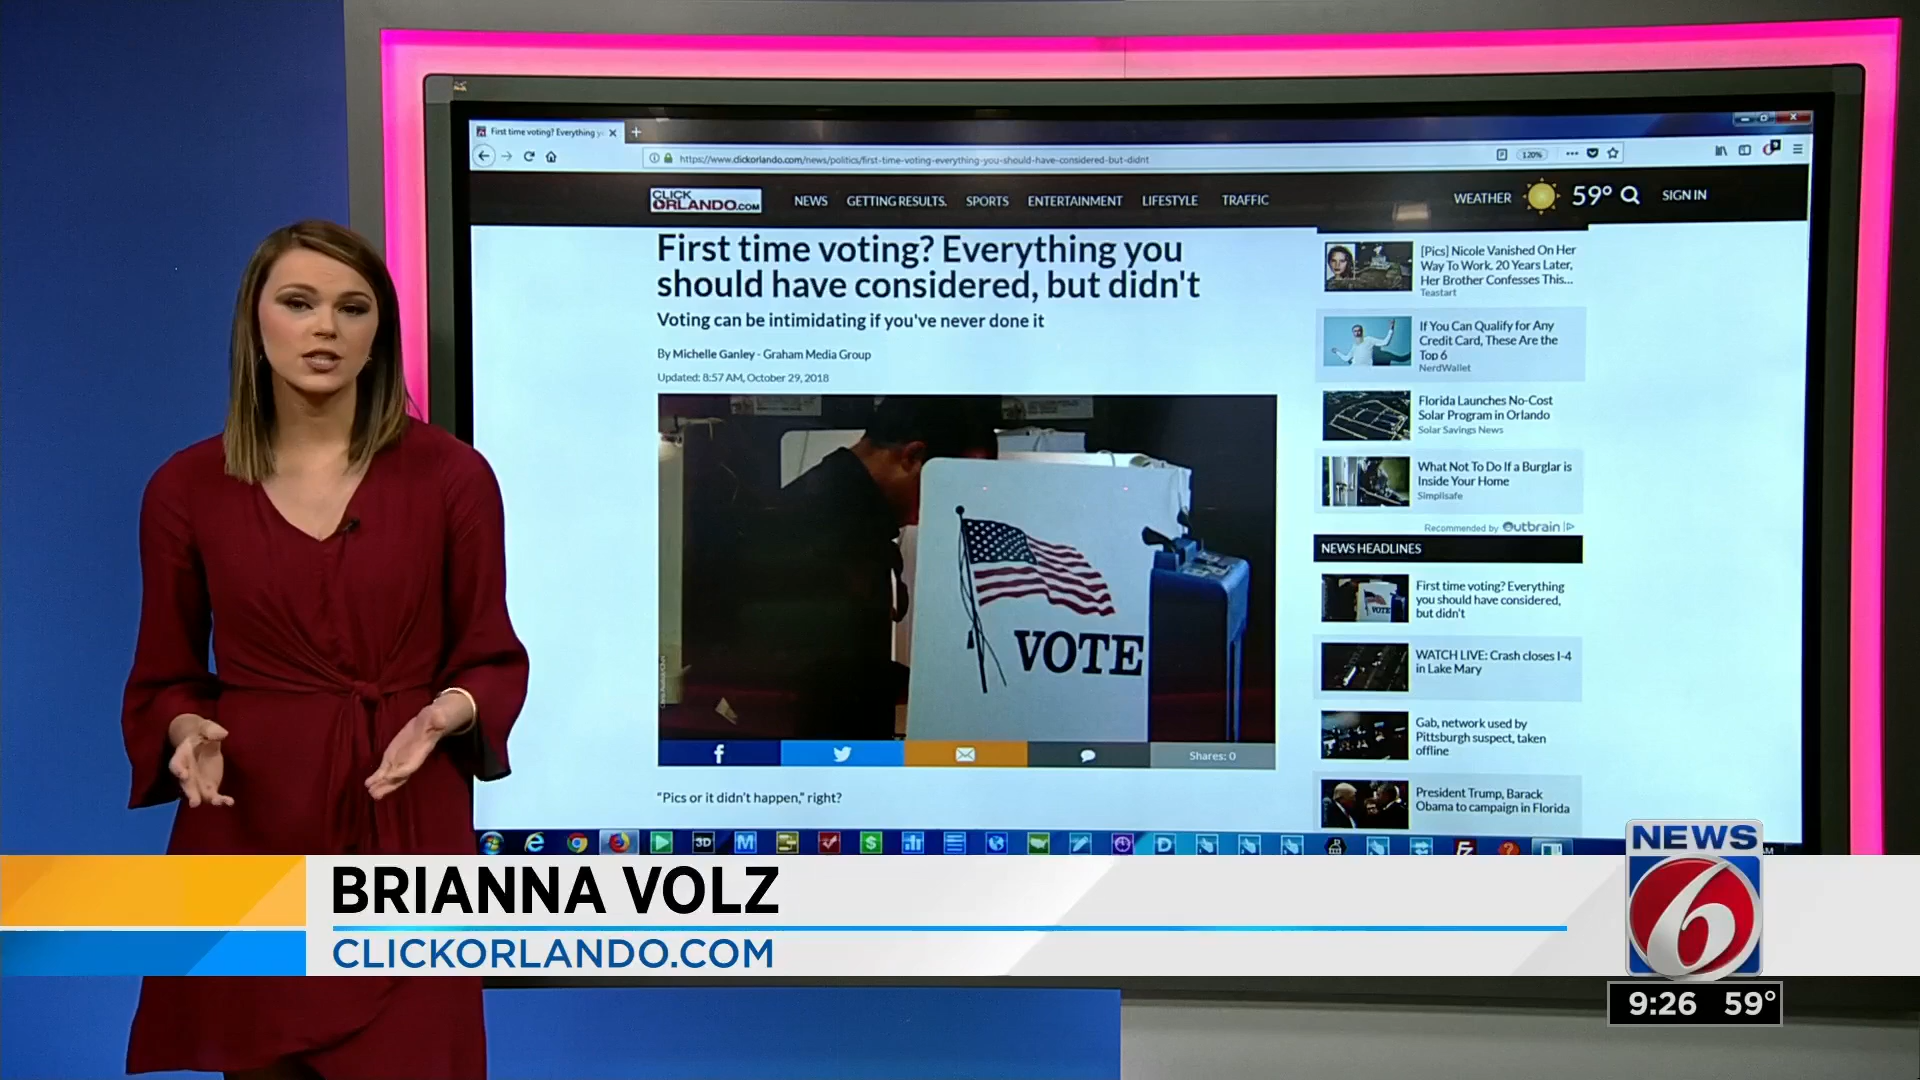 First time voting? Everything y
https://www.clickorlando.com/news/politics/first-time-voting-everything-you-should-have-considered-but-didnt
120%
CLICK
ORLANDO.COM
NEWS GETTING RESULTS. SPORTS ENTERTAINMENT LIFESTYLE TRAFFIC
WEATHER 59° SIGN IN
First time voting? Everything you
should have considered, but didn't
Voting can be intimidating if you've never done it
By Michelle Ganley - Graham Media Group
Updated: 8:57 AM, October 29, 2018
VOTE
Shares: 0
"Pics or it didn't happen," right?
[Pics] Nicole Vanished On Her
Way To Work. 20 Years Later,
Her Brother Confesses This...
Teastart
If You Can Qualify for Any
Credit Card, These Are the
Top 6
NerdWallet
Florida Launches No-Cost
Solar Program in Orlando
Solar Savings News
What Not To Do If a Burglar is
Inside Your Home
Simplisafe
Recommended by Outbrain
NEWS HEADLINES
First time voting? Everything
you should have considered,
but didn't
VOTE
WATCH LIVE: Crash closes I-4
in Lake Mary
Gab, network used by
Pittsburgh suspect, taken
offline
President Trump, Barack
Obama to campaign in Florida
3D
BRIANNA VOLZ
CLICKORLANDO.COM
NEWS
6
9:26 59°